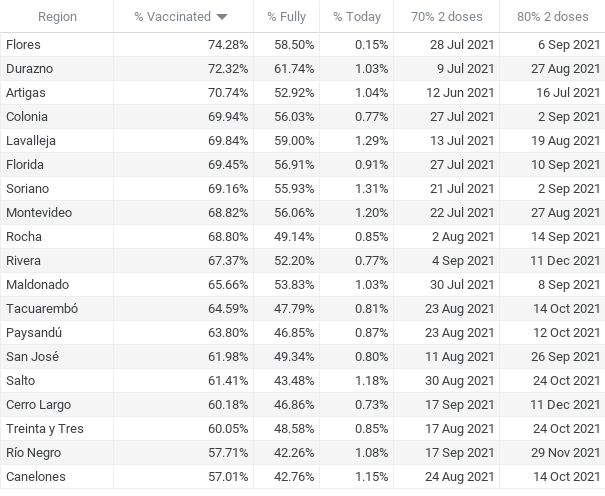 Region % Vaccinated % Fully % Today 70% 2 doses 80% 2 doses
Flores 74.28% 58.50% 0.15% 28 Jul 2021 6 Sep 2021
Durazno 72.32% 61.74% 1.03% 9 Jul 2021 27 Aug 2021
Artigas 70.74% 52.92% 1.04% 12 Jun 2021 16 Jul 2021
Colonia 69.94% 56.03% 0.77% 27 Jul 2021 2 Sep 2021
Lavalleja 69.84% 59.00% 1.29% 13 Jul 2021 19 Aug 2021
Florida 69.45% 56.91% 0.91% 27 Jul 2021 10 Sep 2021
Soriano 69.16% 55.93% 1.31% 21 Jul 2021 2 Sep 2021
Montevideo 68.82% 56.06% 1.20% 22 Jul 2021 27 Aug 2021
Rocha 68.80% 49.14% 0.85% 2 Aug 2021 14 Sep 2021
Rivera 67.37% 52.20% 0.77% 4 Sep 2021 11 Dec 2021
Maldonado 65.66% 53.83% 1.03% 30 Jul 2021 8 Sep 2021
Tacuarembó 64.59% 47.79% 0.81% 23 Aug 2021 14 Oct 2021
Paysandú 63.80% 46.85% 0.87% 23 Aug 2021 12 Oct 2021
San José 61.98% 49.34% 0.80% 11 Aug 2021 26 Sep 2021
Salto 61.41% 43.48% 1.18% 30 Aug 2021 24 Oct 2021
Cerro Largo 60.18% 46.86% 0.73% 17 Sep 2021 11 Dec 2021
Treinta y Tres 60.05% 48.58% 0.85% 17 Aug 2021 24 Oct 2021
Río Negro 57.71% 42.26% 1.08% 17 Sep 2021 29 Nov 2021
Canelones 57.01% 42.76% 1.15% 24 Aug 2021 14 Oct 2021